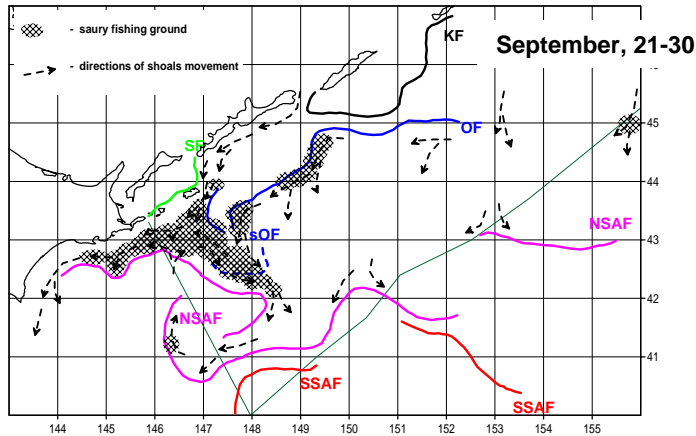 - saury fishing ground
- directions of shoals movement
September, 21-30
KF
OF
SF
sOF
NSAF
NSAF
SSAF
SSAF
45
44
43
42
41
144 145 146 147 148 149 150 151 152 153 154 155